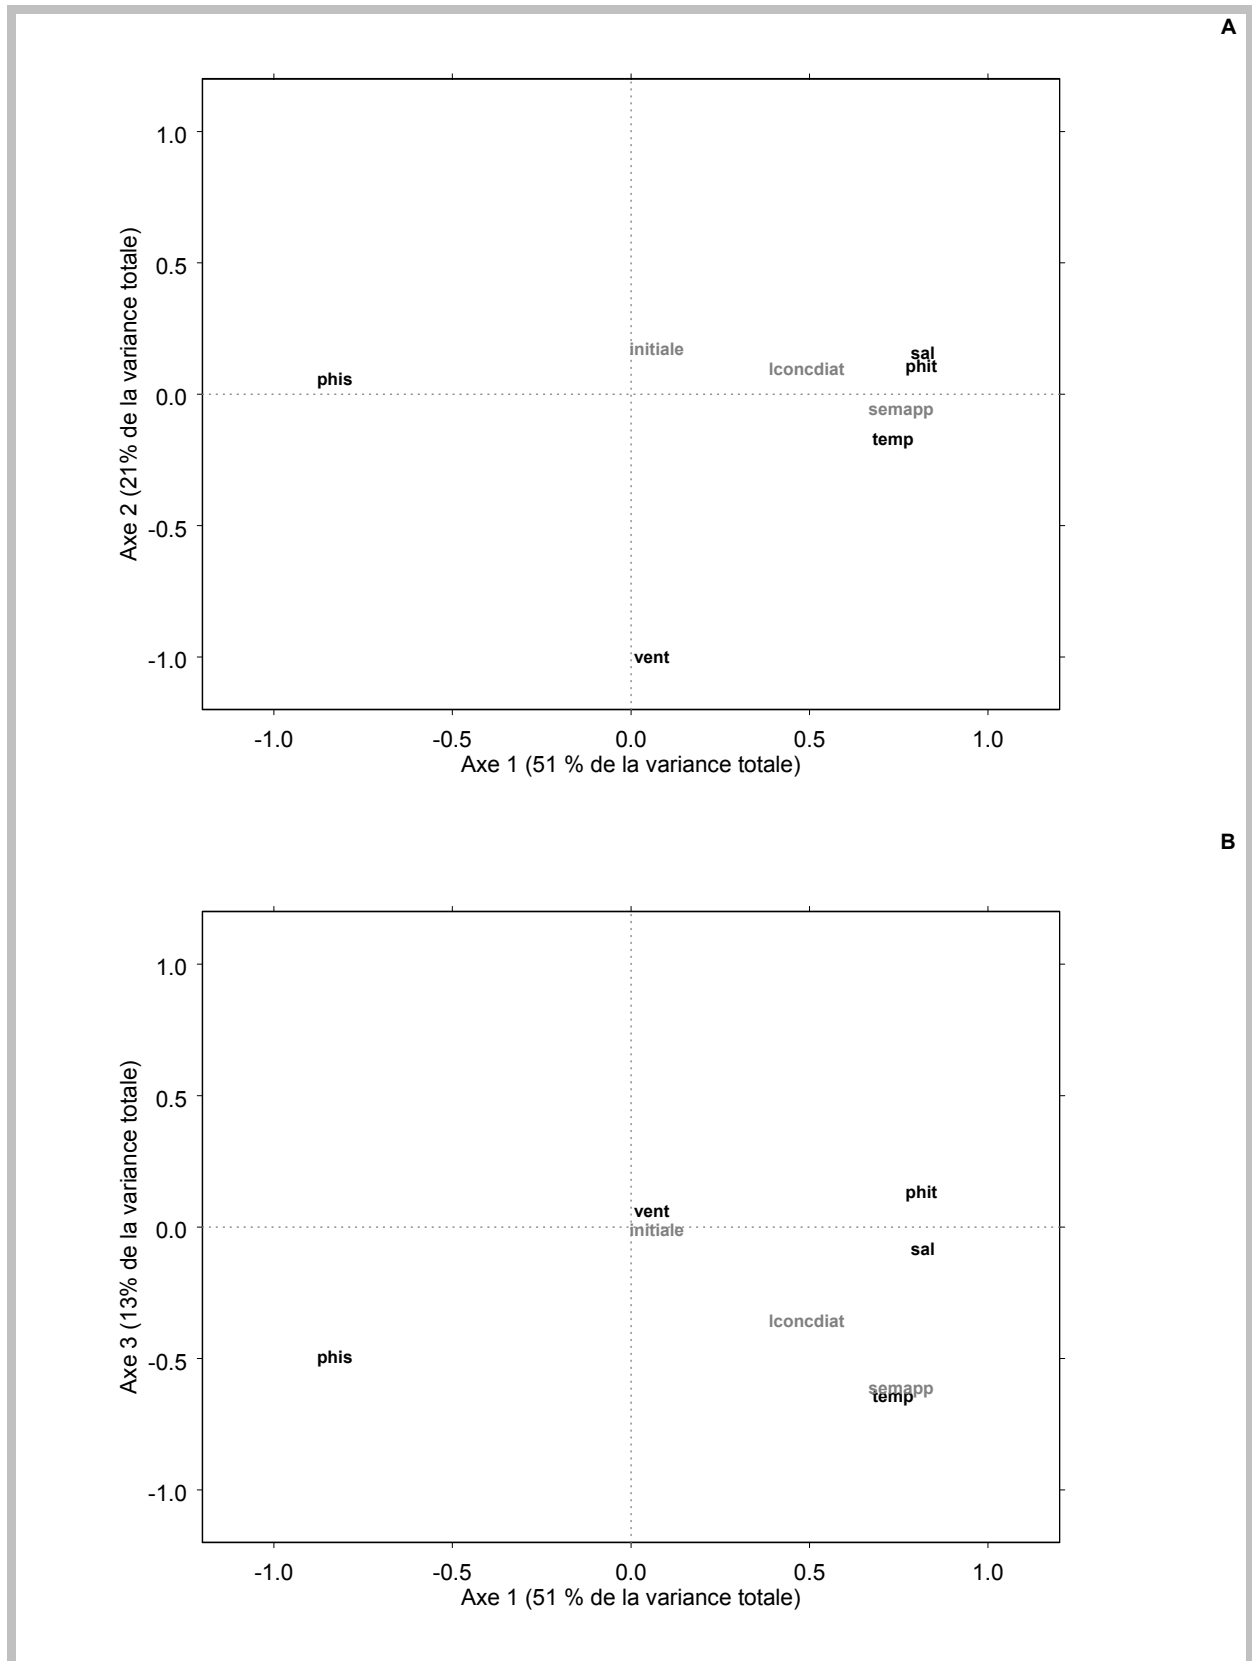 A
Axe 2 (21% de la variance totale)
1.0
0.5
0.0
-0.5
-1.0
initiale
sal
lconcdiat
phit
phis
semapp
temp
vent
-1.0
-0.5
0.0
0.5
1.0
Axe 1 (51 % de la variance totale)
B
Axe 3 (13% de la variance totale)
1.0
0.5
0.0
-0.5
-1.0
phit
vent
initiale
sal
lconcdiat
phis
semapp
temp
-1.0
-0.5
0.0
0.5
1.0
Axe 1 (51 % de la variance totale)